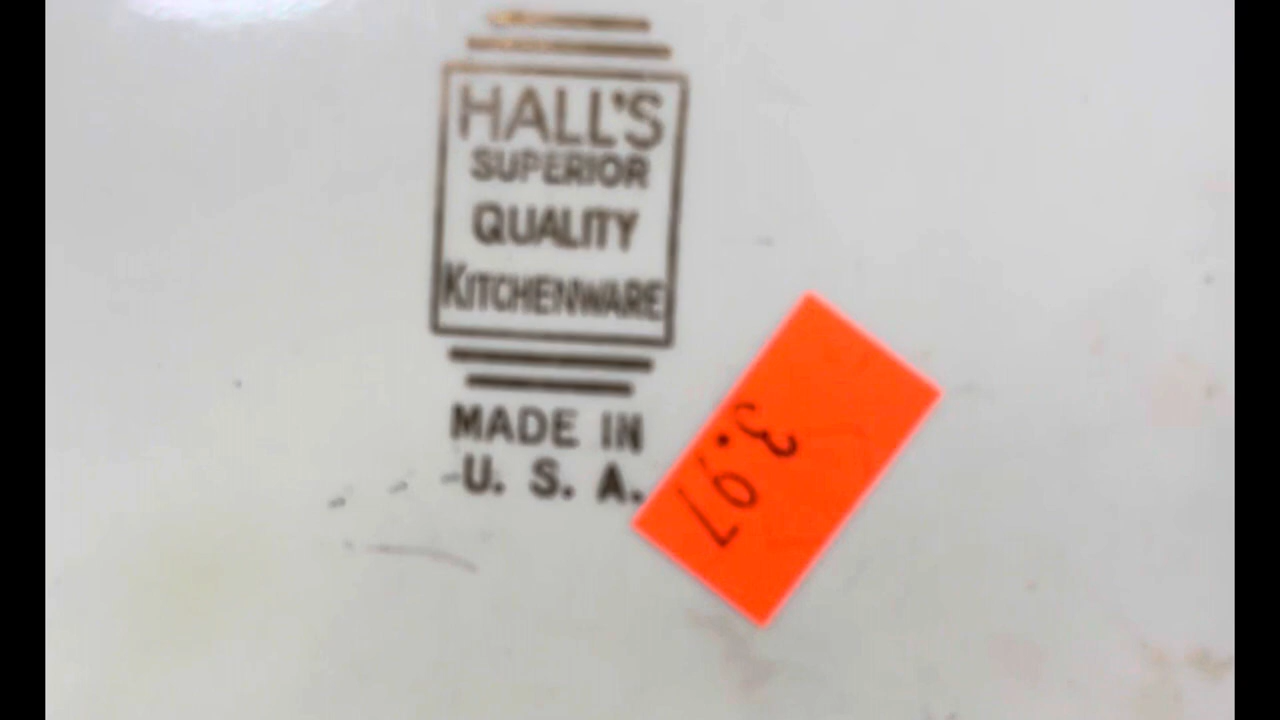 HALL'S
SUPERIOR
QUALITY
KITCHENWARE
MADE IN
U. S. A.
3.97